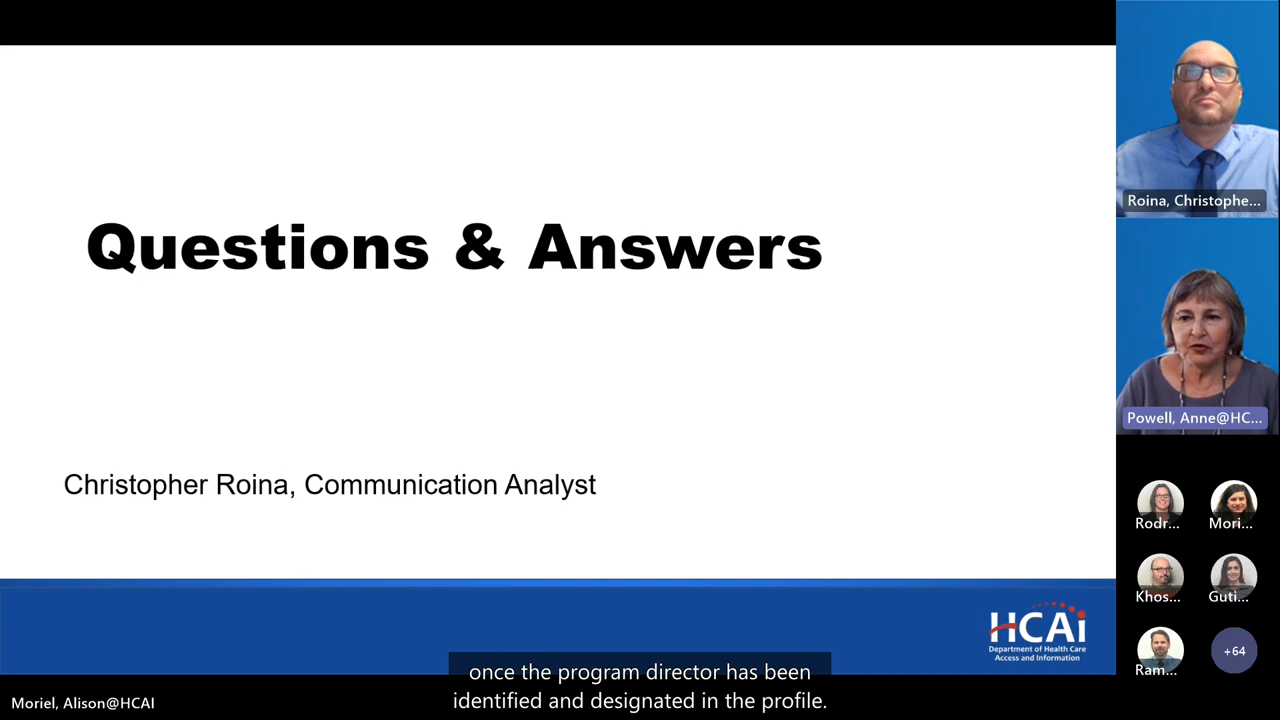 Questions & Answers
Christopher Roina, Communication Analyst
HCAi
Department of Health Care
Access and Information
once the program director has been
identified and designated in the profile.
Moriel, Alison@HCAI
Roina, Christophe...
Powell, Anne@HC...
Rodr...
Mori...
Khos...
Guti...
Ram...
+64